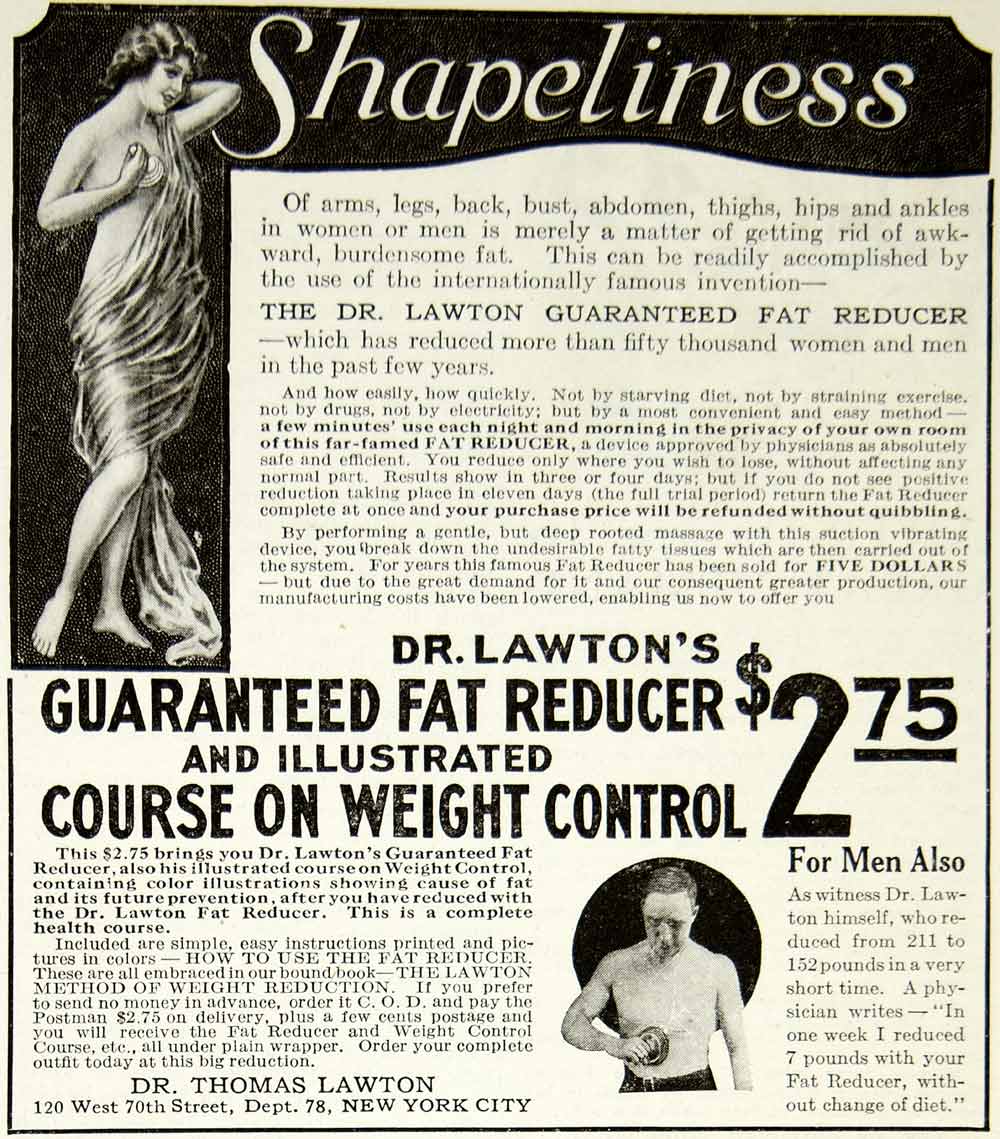 Shapeliness
Of arms, legs, back, bust, abdomen, thighs, hips and ankles
in women or men is merely a matter of getting rid of awk-
ward, burdensome fat. This can be readily accomplished by
the use of the internationally famous invention—
THE DR. LAWTON GUARANTEED FAT REDUCER
—which has reduced more than fifty thousand women and men
in the past few years.
And how easily, how quickly. Not by starving diet, not by straining exercise,
not by drugs, not by electricity; but by a most convenient and easy method—
a few minutes' use each night and morning in the privacy of your own room
of this far-famed FAT REDUCER, a device approved by physicians as absolutely
safe and efficient. You reduce only where you wish to lose, without affecting any
normal part. Results show in three or four days; but if you do not see positive
reduction taking place in eleven days (the full trial period) return the Fat Reducer
complete at once and your purchase price will be refunded without quibbling.
By performing a gentle, but deep rooted massage with this suction vibrating
device, you break down the undesirable fatty tissues which are then carried out of
the system. For years this famous Fat Reducer has been sold for FIVE DOLLARS
— but due to the great demand for it and our consequent greater production, our
manufacturing costs have been lowered, enabling us now to offer you
DR. LAWTON'S
GUARANTEED FAT REDUCER $2.75
AND ILLUSTRATED
COURSE ON WEIGHT CONTROL
This $2.75 brings you Dr. Lawton's Guaranteed Fat
Reducer, also his illustrated course on Weight Control,
containing color illustrations showing cause of fat
and its future prevention, after you have reduced with
the Dr. Lawton Fat Reducer. This is a complete
health course.
Included are simple, easy instructions printed and pic-
tures in colors — HOW TO USE THE FAT REDUCER.
These are all embraced in our bound book—THE LAWTON
METHOD OF WEIGHT REDUCTION. If you prefer
to send no money in advance, order it C. O. D. and pay the
Postman $2.75 on delivery, plus a few cents postage and
you will receive the Fat Reducer and Weight Control
Course, etc., all under plain wrapper. Order your complete
outfit today at this big reduction.
DR. THOMAS LAWTON
120 West 70th Street, Dept. 78, NEW YORK CITY
For Men Also
As witness Dr. Law-
ton himself, who re-
duced from 211 to
152 pounds in a very
short time. A phy-
sician writes — "In
one week I reduced
7 pounds with your
Fat Reducer, with-
out change of diet."